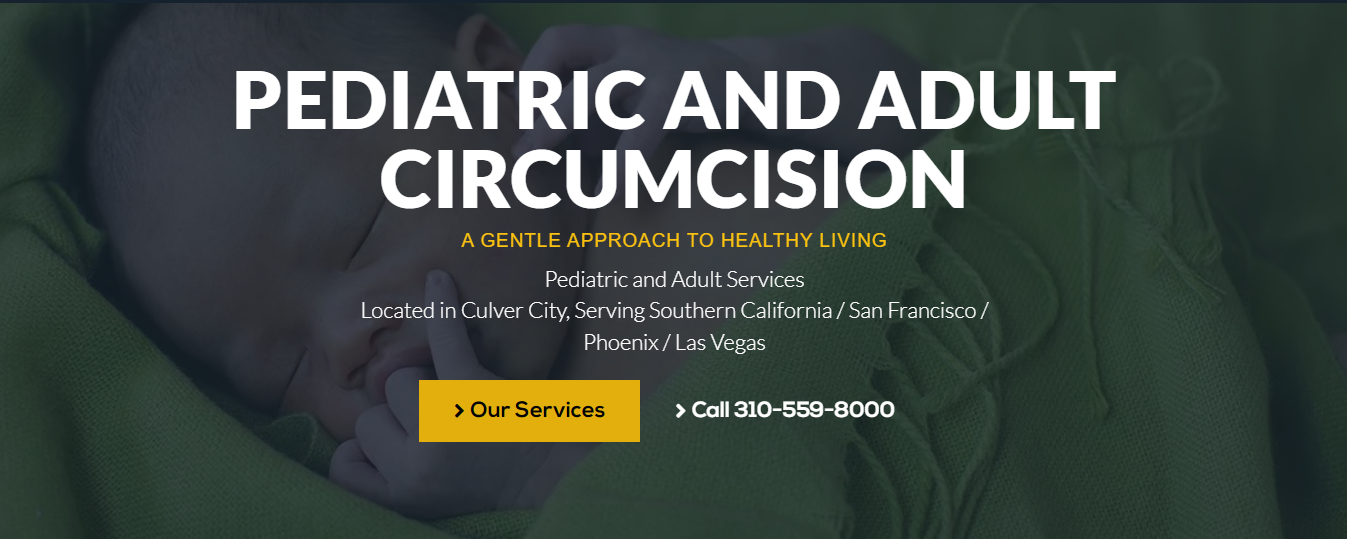 PEDIATRIC AND ADULT
CIRCUMCISION
A GENTLE APPROACH TO HEALTHY LIVING
Pediatric and Adult Services
Located in Culver City, Serving Southern California / San Francisco /
Phoenix / Las Vegas
Our Services
Call 310-559-8000